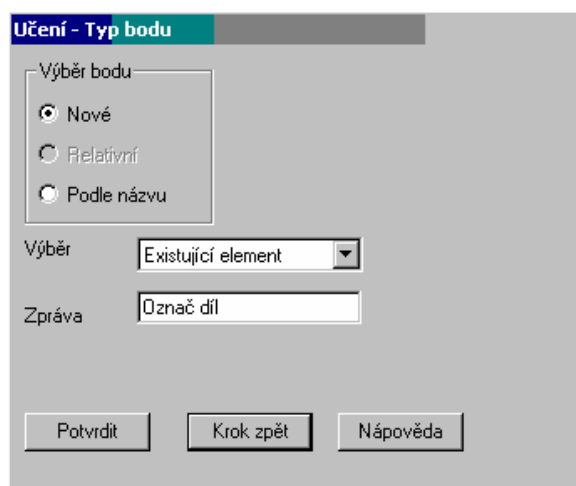 Učení - Typ bodu
Výběr bodu
Nové
Relativní
Podle názvu
Výběr
Existující element
Zpráva
Označ díl
Potvrdit
Krok zpět
Nápověda